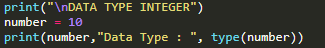 print("\nDATA TYPE INTEGER")
number = 10
print(number,"Data Type : ", type(number))